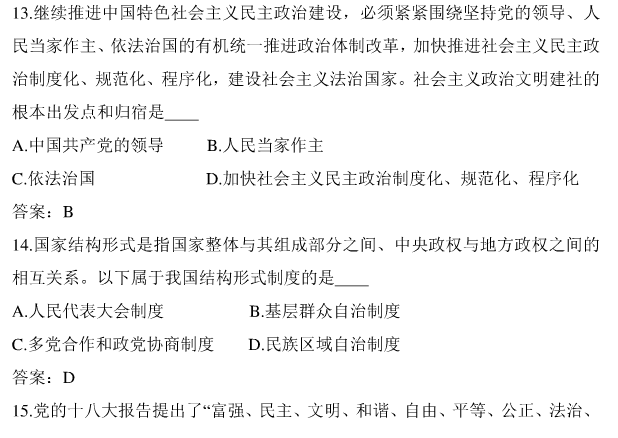 13.继续推进中国特色社会主义民主政治建设，必须紧紧围绕坚持党的领导、人
民当家作主、依法治国的有机统一推进政治体制改革，加快推进社会主义民主政
治制度化、规范化、程序化，建设社会主义法治国家。社会主义政治文明建社的
根本出发点和归宿是____
A.中国共产党的领导 B.人民当家作主
C.依法治国 D.加快社会主义民主政治制度化、规范化、程序化
答案：B
14.国家结构形式是指国家整体与其组成部分之间、中央政权与地方政权之间的
相互关系。以下属于我国结构形式制度的是____
A.人民代表大会制度 B.基层群众自治制度
C.多党合作和政党协商制度 D.民族区域自治制度
答案：D
15.党的十八大报告提出了“富强、民主、文明、和谐、自由、平等、公正、法治、